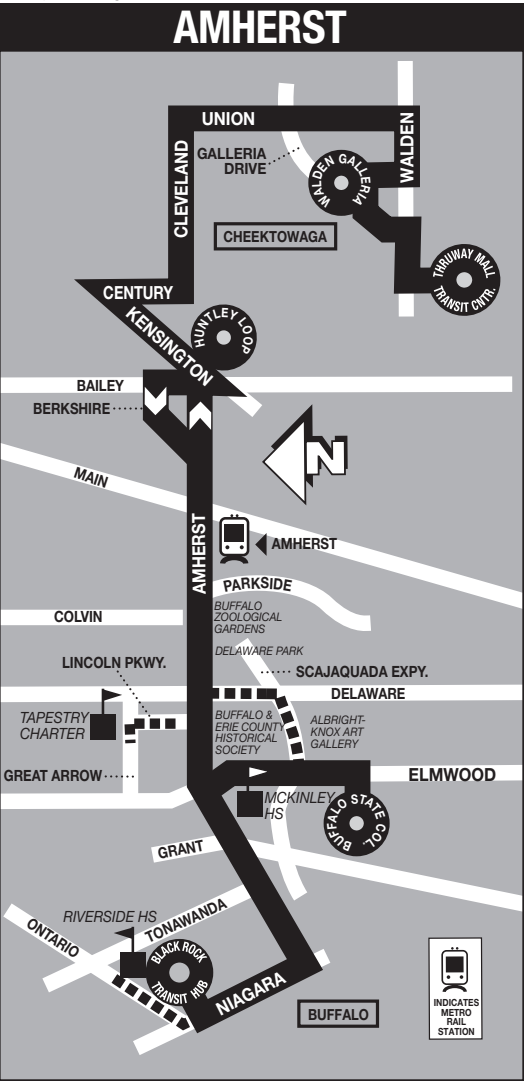 AMHERST
UNION
WALDEN
CLEVELAND
GALLERIA
DRIVE
WALDEN GALLERIA
CHEEKTOWAGA
THRUWAY MALL
TRANSIT CNTR.
CENTURY
KENSINGTON
HUNTLEY LOOP
BAILEY
BERKSHIRE
N
MAIN
AMHERST
AMHERST
PARKSIDE
BUFFALO
ZOOLOGICAL
GARDENS
COLVIN
DELAWARE PARK
LINCOLN PKWY.
SCAJAQUADA EXPY.
DELAWARE
TAPESTRY
CHARTER
BUFFALO &
ERIE COUNTY
HISTORICAL
SOCIETY
ALBRIGHT-
KNOX ART
GALLERY
GREAT ARROW
ELMWOOD
MCKINLEY
HS
BUFFALO STATE COL.
GRANT
RIVERSIDE HS
TONAWANDA
ONTARIO
BLACK ROCK
TRANSIT HUB
NIAGARA
BUFFALO
INDICATES
METRO
RAIL
STATION